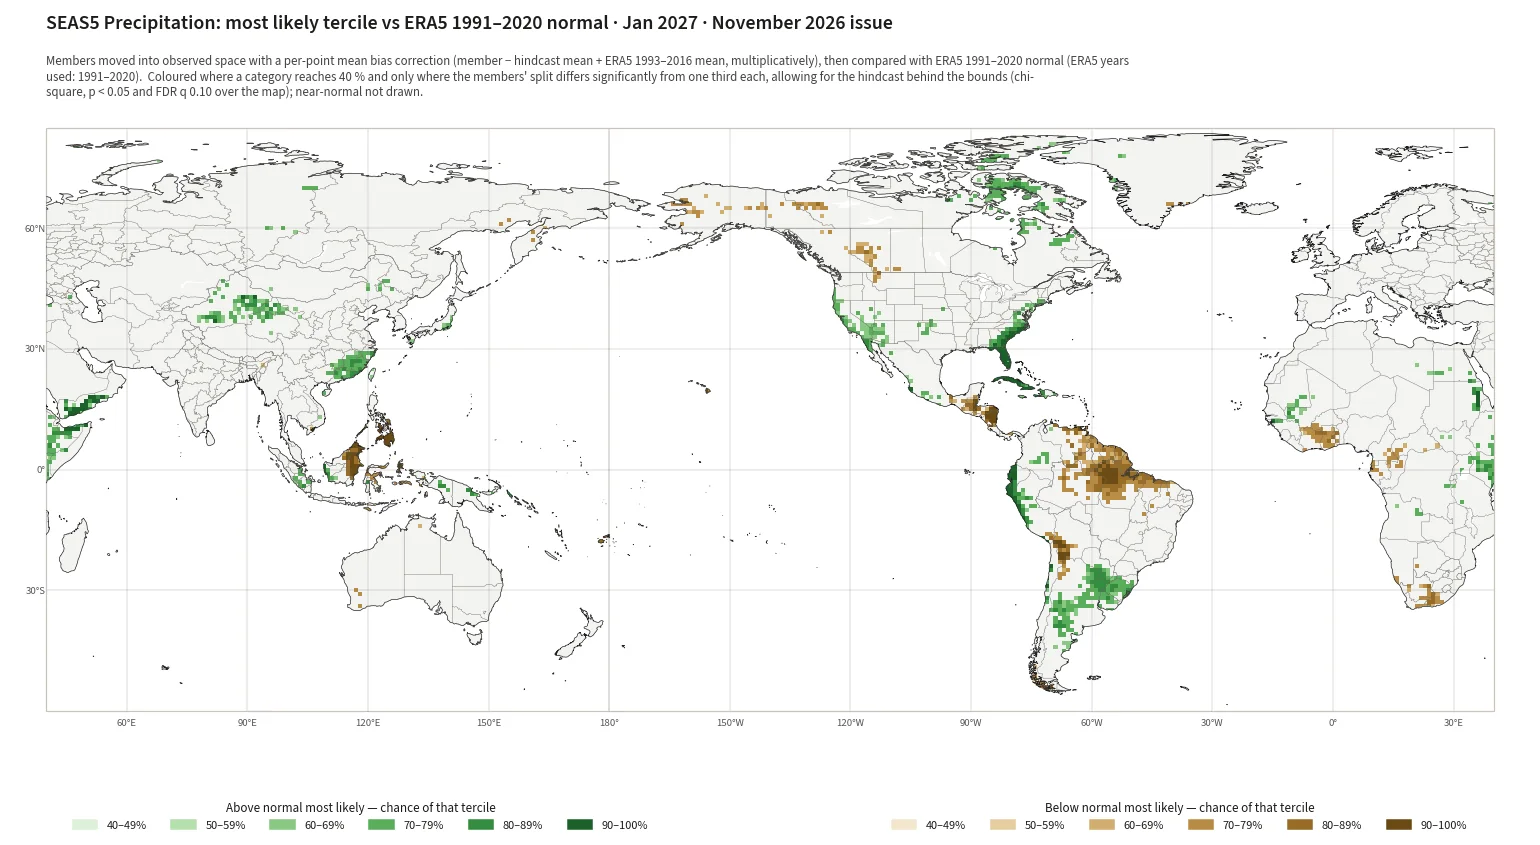 SEAS5 Precipitation: most likely tercile vs ERA5 1991–2020 normal · Jan 2027 · November 2026 issue
Members moved into observed space with a per-point mean bias correction (member − hindcast mean + ERA5 1993–2016 mean, multiplicatively), then compared with ERA5 1991–2020 normal (ERA5 years
used: 1991–2020).  Coloured where a category reaches 40 % and only where the members' split differs significantly from one third each, allowing for the hindcast behind the bounds (chi-
square, p < 0.05 and FDR q 0.10 over the map); near-normal not drawn.
60°N
30°N
0°
30°S
60°E 90°E 120°E 150°E 180° 150°W 120°W 90°W 60°W 30°W 0° 30°E
Above normal most likely — chance of that tercile
40–49% 50–59% 60–69% 70–79% 80–89% 90–100%
Below normal most likely — chance of that tercile
40–49% 50–59% 60–69% 70–79% 80–89% 90–100%